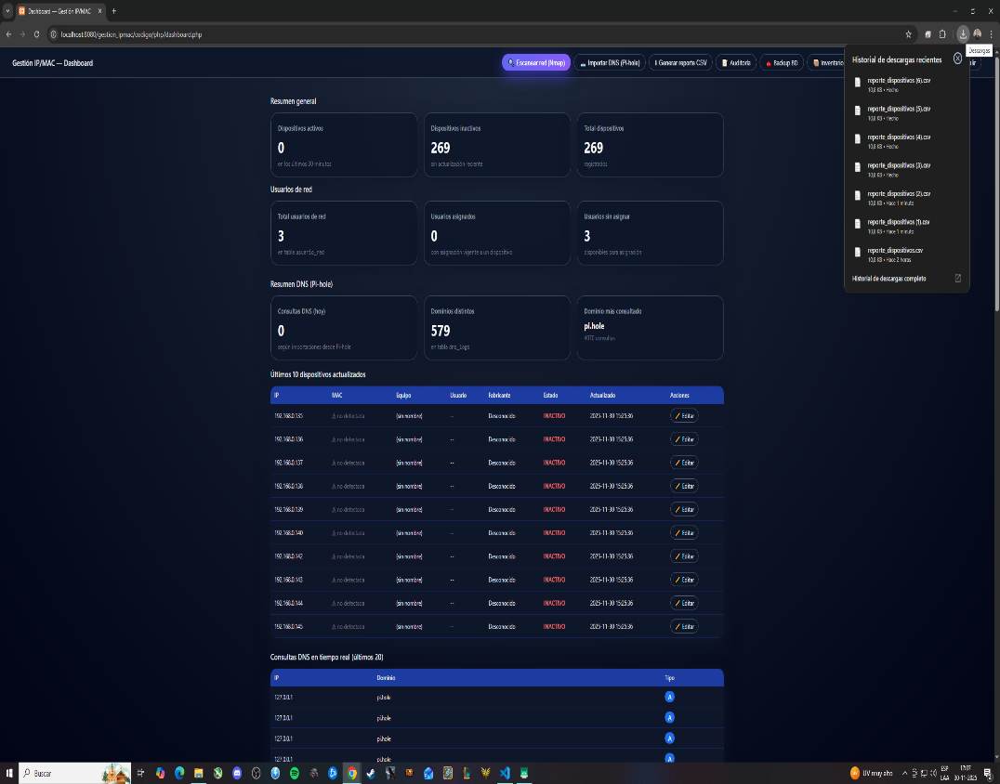 Dashboard — Gestión IP/MAC
localhost:8080/gestion_ipmac/codigo/php/dashboard.php
Descargas
Gestión IP/MAC — Dashboard
Escanear red (Nmap)
Importar DNS (Pi-hole)
Generar reporte CSV
Auditoría
Backup BD
Inventario
Historial de descargas recientes
reporte_dispositivos (6).csv
10,8 KB • Hecho
reporte_dispositivos (5).csv
10,8 KB • Hecho
reporte_dispositivos (4).csv
10,8 KB • Hecho
reporte_dispositivos (3).csv
10,8 KB • Hecho
reporte_dispositivos (2).csv
10,8 KB • Hace 1 minuto
reporte_dispositivos (1).csv
10,8 KB • Hace 1 minuto
reporte_dispositivos.csv
10,8 KB • Hace 2 horas
Historial de descargas completo
Resumen general
Dispositivos activos
0
en los últimos 30 minutos
Dispositivos inactivos
269
sin actualización reciente
Total dispositivos
269
registrados
Usuarios de red
Total usuarios de red
3
en tabla usuario_red
Usuarios asignados
0
con asignación vigente a un dispositivo
Usuarios sin asignar
3
disponibles para asignación
Resumen DNS (Pi-hole)
Consultas DNS (hoy)
0
según importaciones desde Pi-hole
Dominios distintos
579
en tabla dns_logs
Dominio más consultado
pi.hole
4070 consultas
Últimos 10 dispositivos actualizados
IP MAC Equipo Usuario Fabricante Estado Actualizado Acciones
192.168.0.135 ⚠ no detectada (sin nombre) -- Desconocido INACTIVO 2025-11-30 15:25:36 Editar
192.168.0.136 ⚠ no detectada (sin nombre) -- Desconocido INACTIVO 2025-11-30 15:25:36 Editar
192.168.0.137 ⚠ no detectada (sin nombre) -- Desconocido INACTIVO 2025-11-30 15:25:36 Editar
192.168.0.138 ⚠ no detectada (sin nombre) -- Desconocido INACTIVO 2025-11-30 15:25:36 Editar
192.168.0.139 ⚠ no detectada (sin nombre) -- Desconocido INACTIVO 2025-11-30 15:25:36 Editar
192.168.0.140 ⚠ no detectada (sin nombre) -- Desconocido INACTIVO 2025-11-30 15:25:36 Editar
192.168.0.142 ⚠ no detectada (sin nombre) -- Desconocido INACTIVO 2025-11-30 15:25:36 Editar
192.168.0.143 ⚠ no detectada (sin nombre) -- Desconocido INACTIVO 2025-11-30 15:25:36 Editar
192.168.0.144 ⚠ no detectada (sin nombre) -- Desconocido INACTIVO 2025-11-30 15:25:36 Editar
192.168.0.145 ⚠ no detectada (sin nombre) -- Desconocido INACTIVO 2025-11-30 15:25:36 Editar
Consultas DNS en tiempo real (últimos 20)
IP Dominio Tipo
127.0.0.1 pi.hole A
127.0.0.1 pi.hole A
127.0.0.1 pi.hole A
127.0.0.1 pi.hole A
Buscar
UV muy alto
ESP
LAA
17:07
30-11-2025